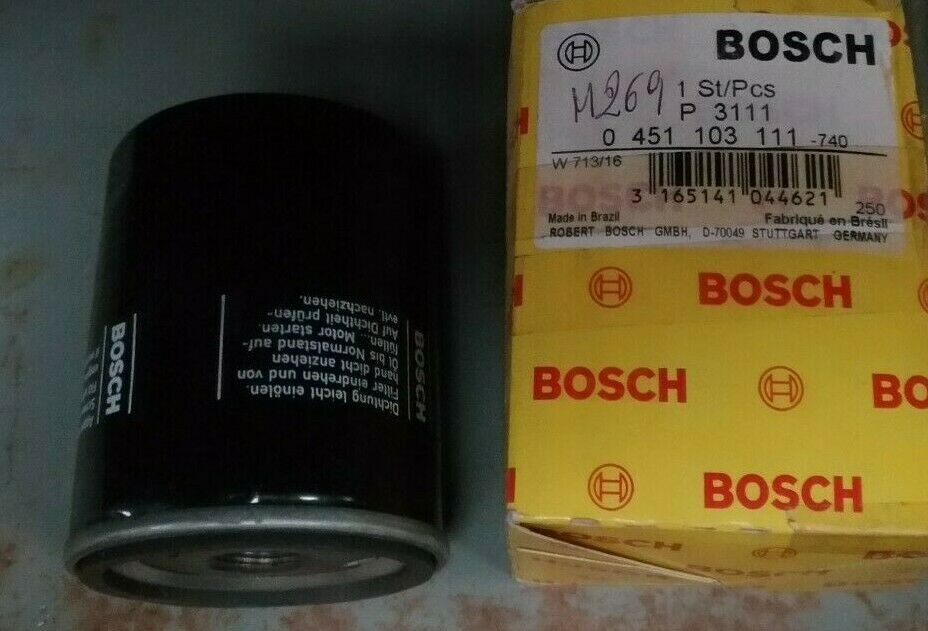 BOSCH
M269
1 St/Pcs
P 3111
0 451 103 111 -740
W 713/16
3 165141 044621
250
Made in Brazil
Fabriqué en Brésil
ROBERT BOSCH GMBH, D-70049 STUTTGART GERMANY
BOSCH
BOSCH
BO
BOSCH
BOSCH
Dichtung leicht einölen.
Filter eindrehen und von
hand dicht anziehen
Öl bis Normalstand auf-
füllen. Motor starten.
Auf Dichtheit prüfen-
evtl. nachziehen.
BOSCH